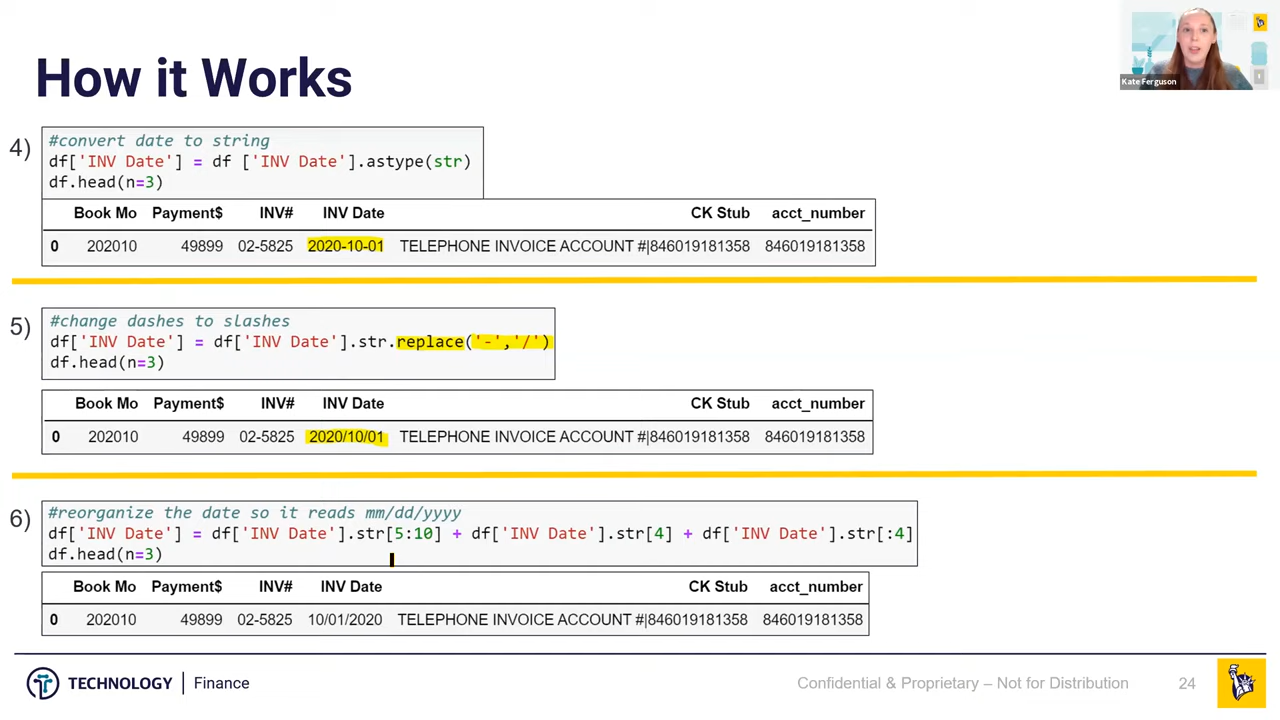 Kate Ferguson
How it Works
4)
#convert date to string
df['INV Date'] = df ['INV Date'].astype(str)
df.head(n=3)
Book Mo Payment$ INV# INV Date CK Stub acct_number
0 202010 49899 02-5825 2020-10-01 TELEPHONE INVOICE ACCOUNT #|846019181358 846019181358
5)
#change dashes to slashes
df['INV Date'] = df['INV Date'].str.replace('-','/')
df.head(n=3)
Book Mo Payment$ INV# INV Date CK Stub acct_number
0 202010 49899 02-5825 2020/10/01 TELEPHONE INVOICE ACCOUNT #|846019181358 846019181358
6)
#reorganize the date so it reads mm/dd/yyyy
df['INV Date'] = df['INV Date'].str[5:10] + df['INV Date'].str[4] + df['INV Date'].str[:4]
df.head(n=3)
Book Mo Payment$ INV# INV Date CK Stub acct_number
0 202010 49899 02-5825 10/01/2020 TELEPHONE INVOICE ACCOUNT #|846019181358 846019181358
TECHNOLOGY | Finance
Confidential & Proprietary – Not for Distribution 24